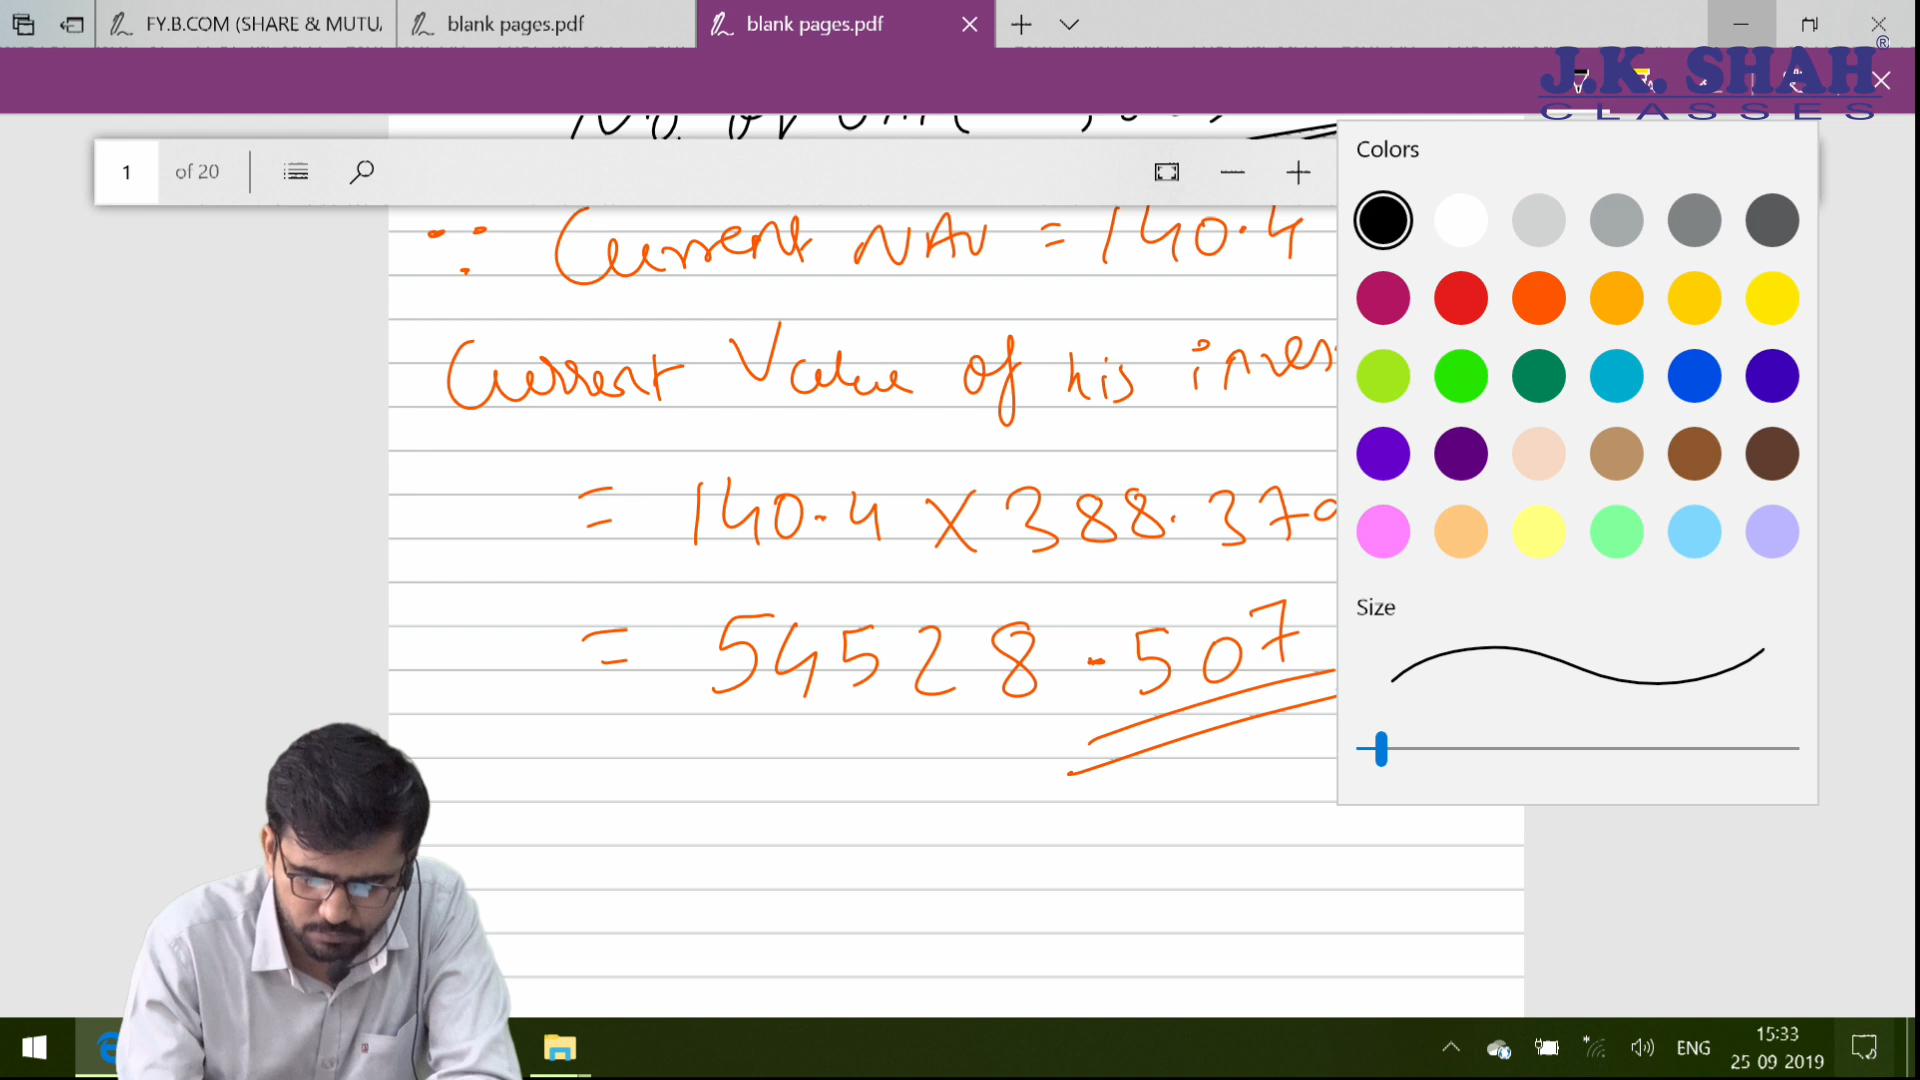 FY.B.COM (SHARE & MUTU
blank pages.pdf
blank pages.pdf
J.K. SHAH®
CLASSES
1 of 20
Colors
∵ Current NAV = 140.4
Current Value of his inves
= 140.4 X 388.370
= 54528.507
Size
ENG
15:33
25 09 2019